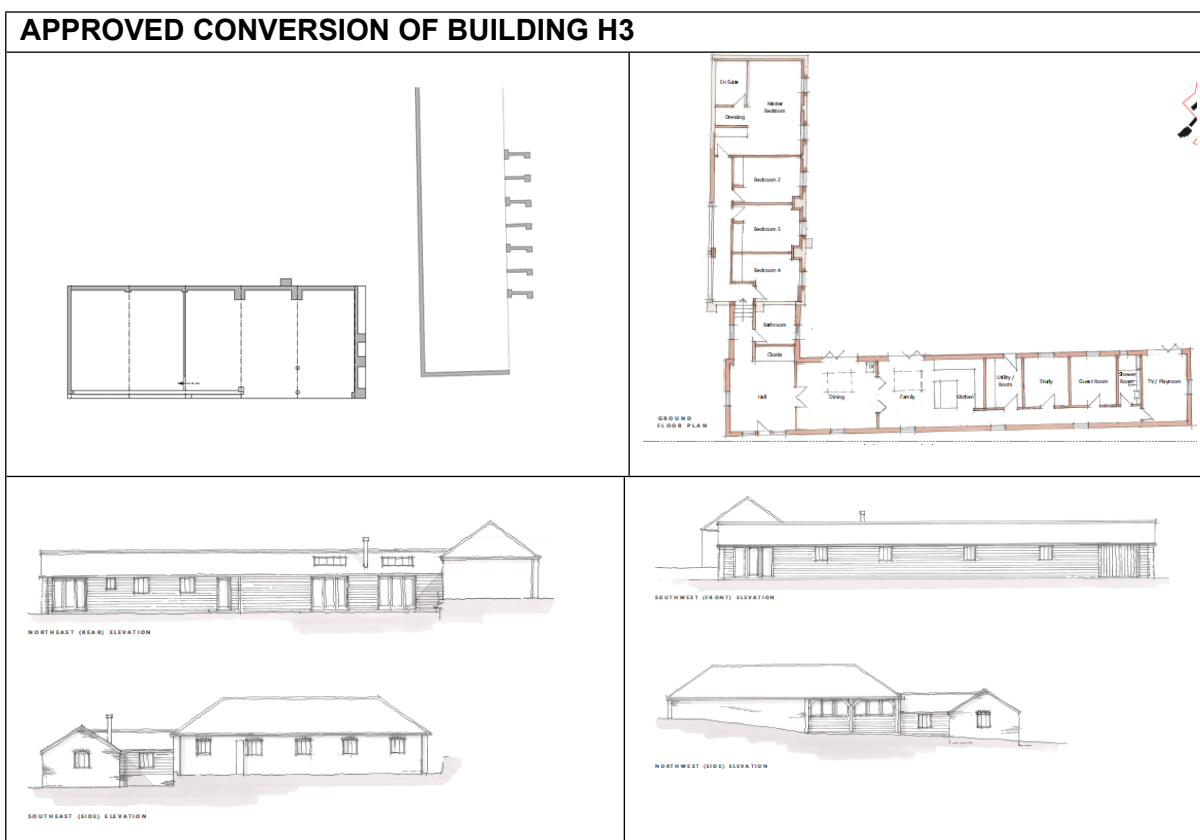 APPROVED CONVERSION OF BUILDING H3
En Suite
Master
Bedroom
Dressing
Bedroom 2
Bedroom 3
Bedroom 4
Bathroom
Cloaks
Hall
Dining
Family
Kitchen
Utility /
Boots
Study
Guest Room
Shower
Room
TV / Playroom
GROUND
FLOOR PLAN
NORTHEAST (REAR) ELEVATION
SOUTHWEST (FRONT) ELEVATION
SOUTHEAST (SIDE) ELEVATION
NORTHWEST (SIDE) ELEVATION